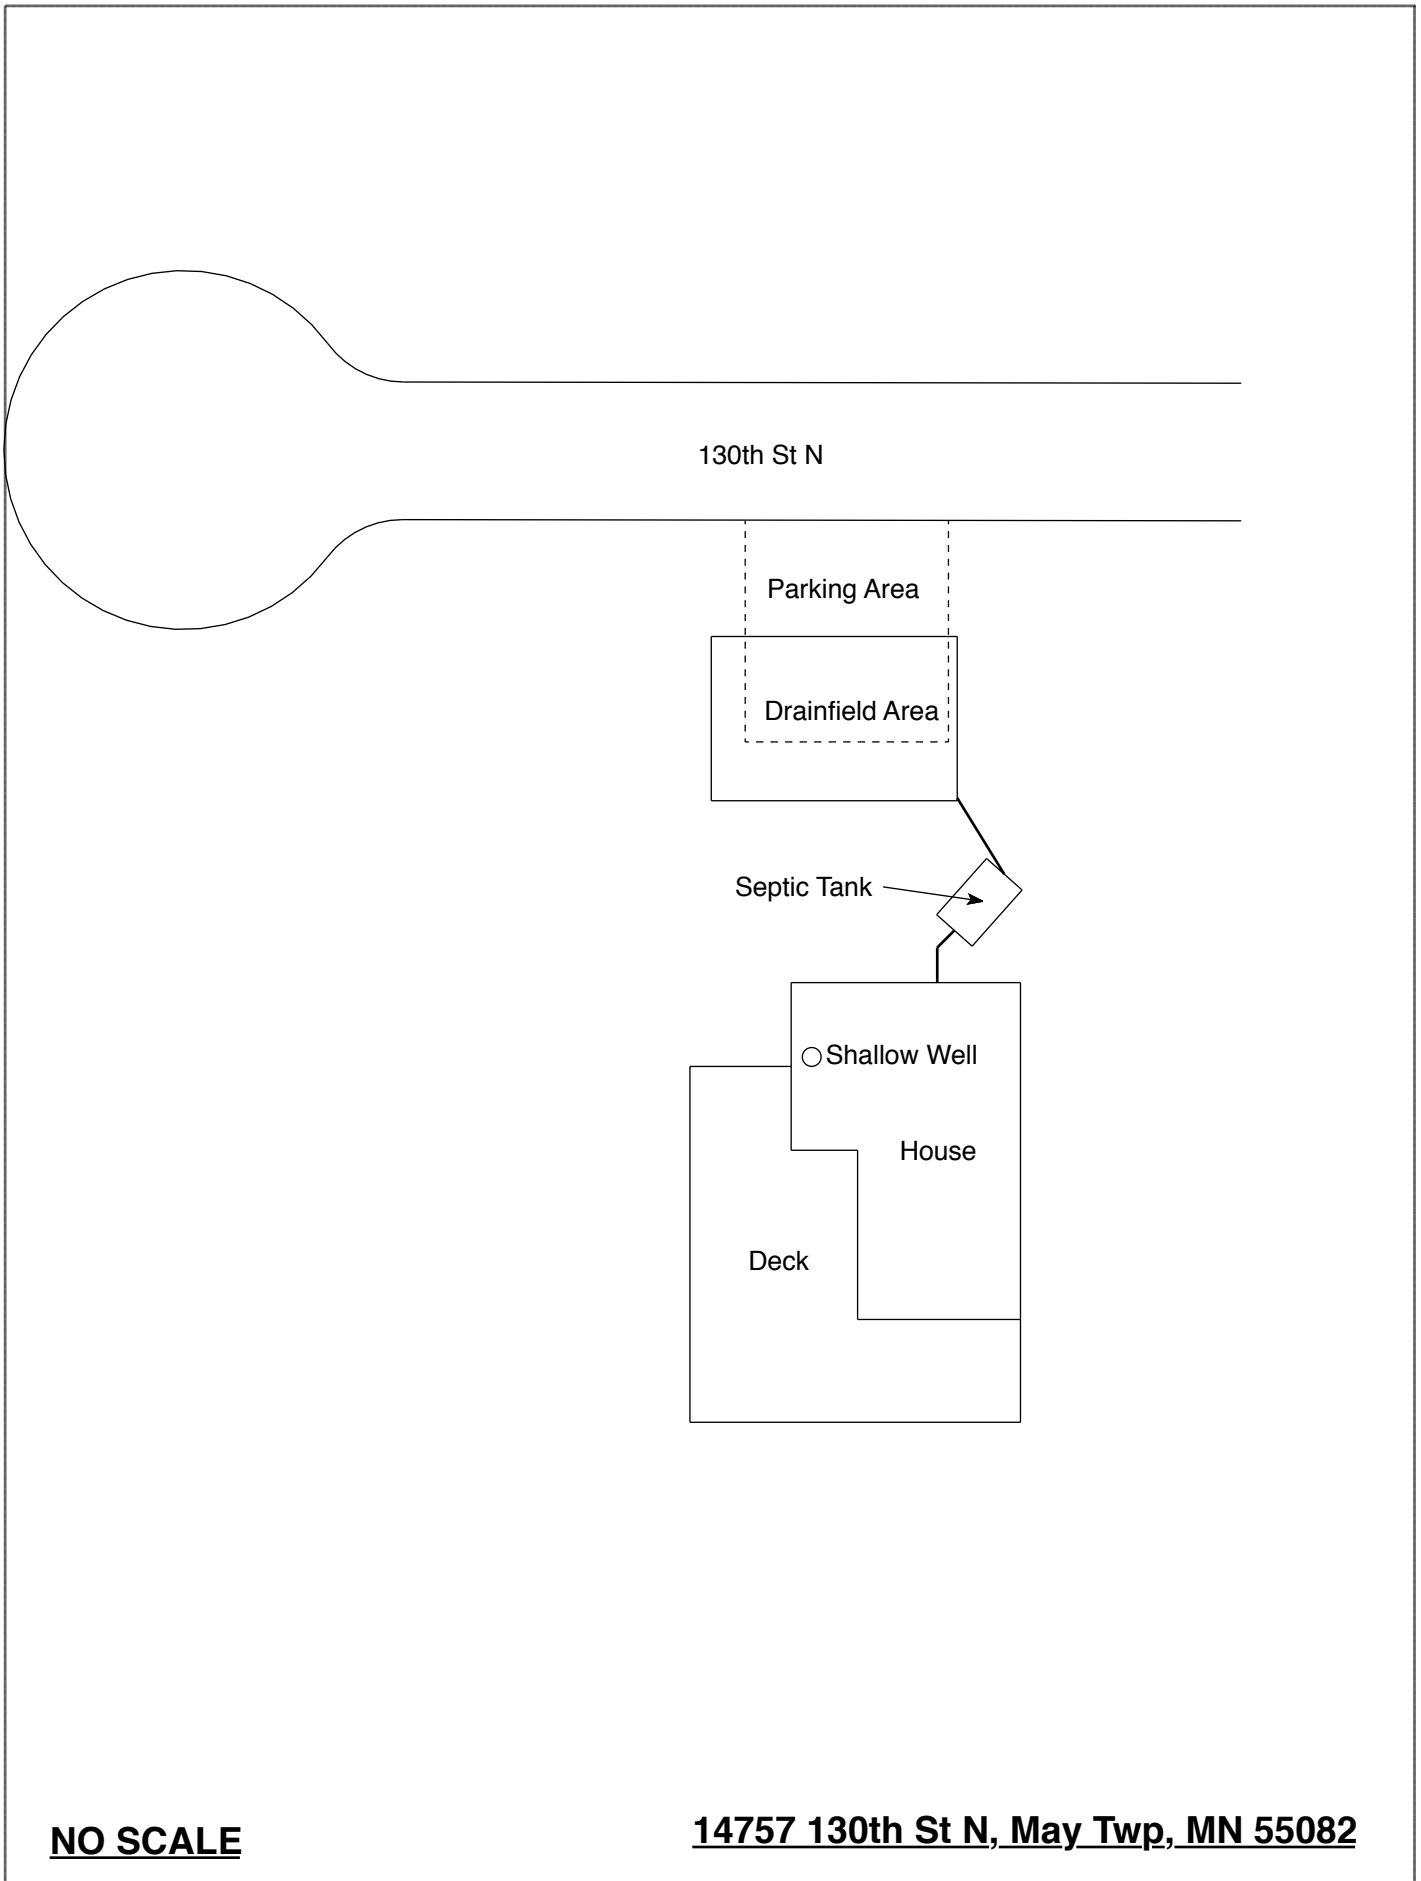 130th St N
Parking Area
Drainfield Area
Septic Tank
Shallow Well
House
Deck
NO SCALE
14757 130th St N, May Twp, MN 55082